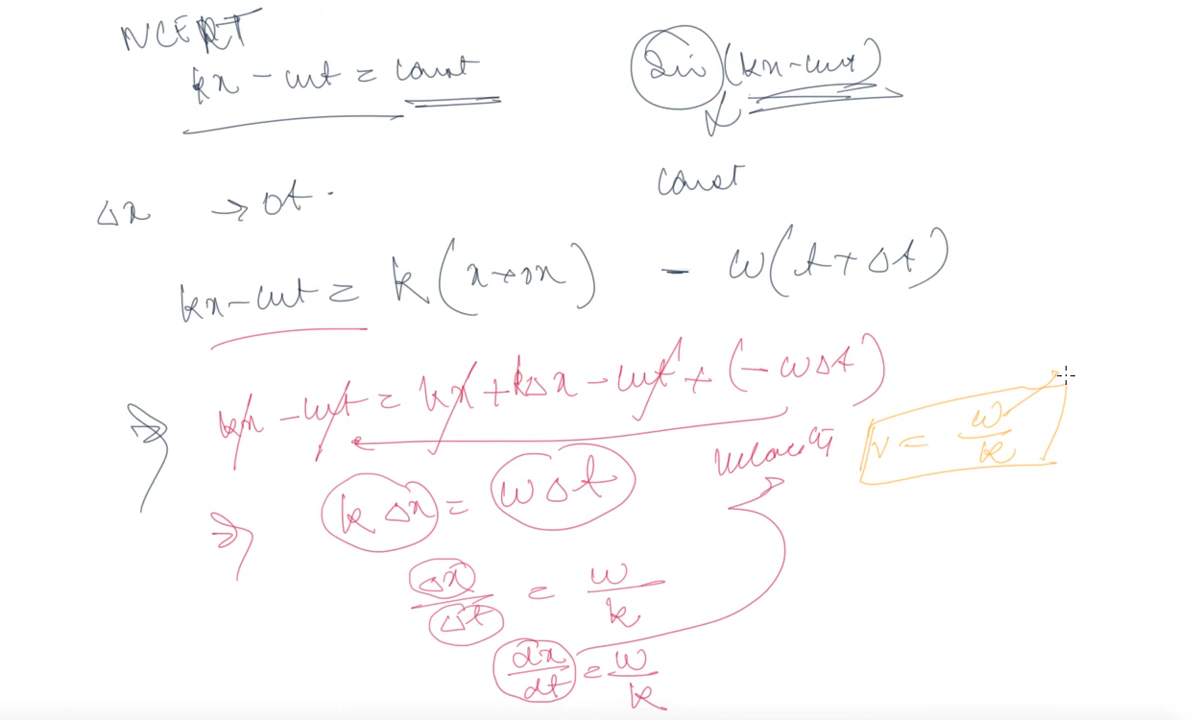 NCERT
kx - ωt = const
Sin (kx - ωt)
const
Δx → Δt
kx - ωt = k(x+Δx) - ω(t+Δt)
⇒ kx - ωt = kx + kΔx - ωt + (-ωΔt)
velocity
v = ω/k
⇒ kΔx = ωΔt
Δx/Δt = ω/k
dx/dt = ω/k